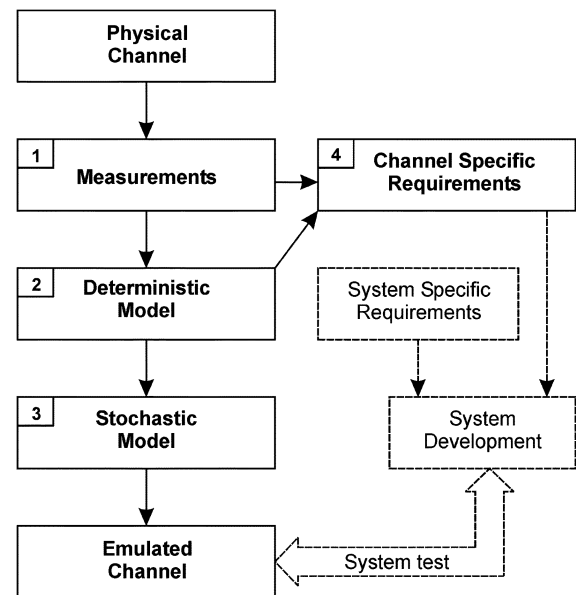 Physical
Channel
1
Measurements
4
Channel Specific
Requirements
2
Deterministic
Model
System Specific
Requirements
3
Stochastic
Model
System
Development
Emulated
Channel
System test